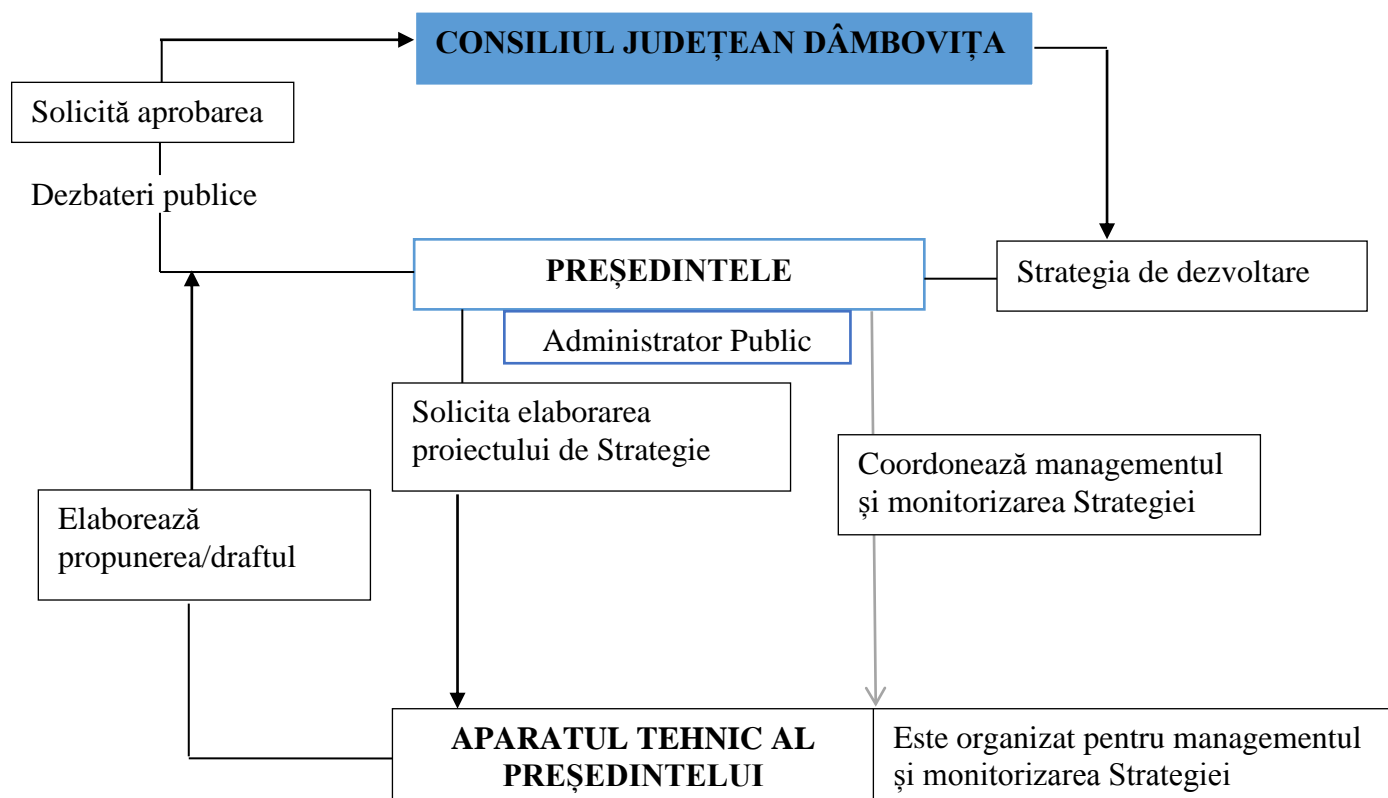 CONSILIUL JUDEȚEAN DÂMBOVIȚA
Solicită aprobarea
Dezbateri publice
PREȘEDINTELE
Strategia de dezvoltare
Administrator Public
Solicita elaborarea
proiectului de Strategie
Coordonează managementul
și monitorizarea Strategiei
Elaborează
propunerea/draftul
APARATUL TEHNIC AL
PREȘEDINTELUI
Este organizat pentru managementul
și monitorizarea Strategiei